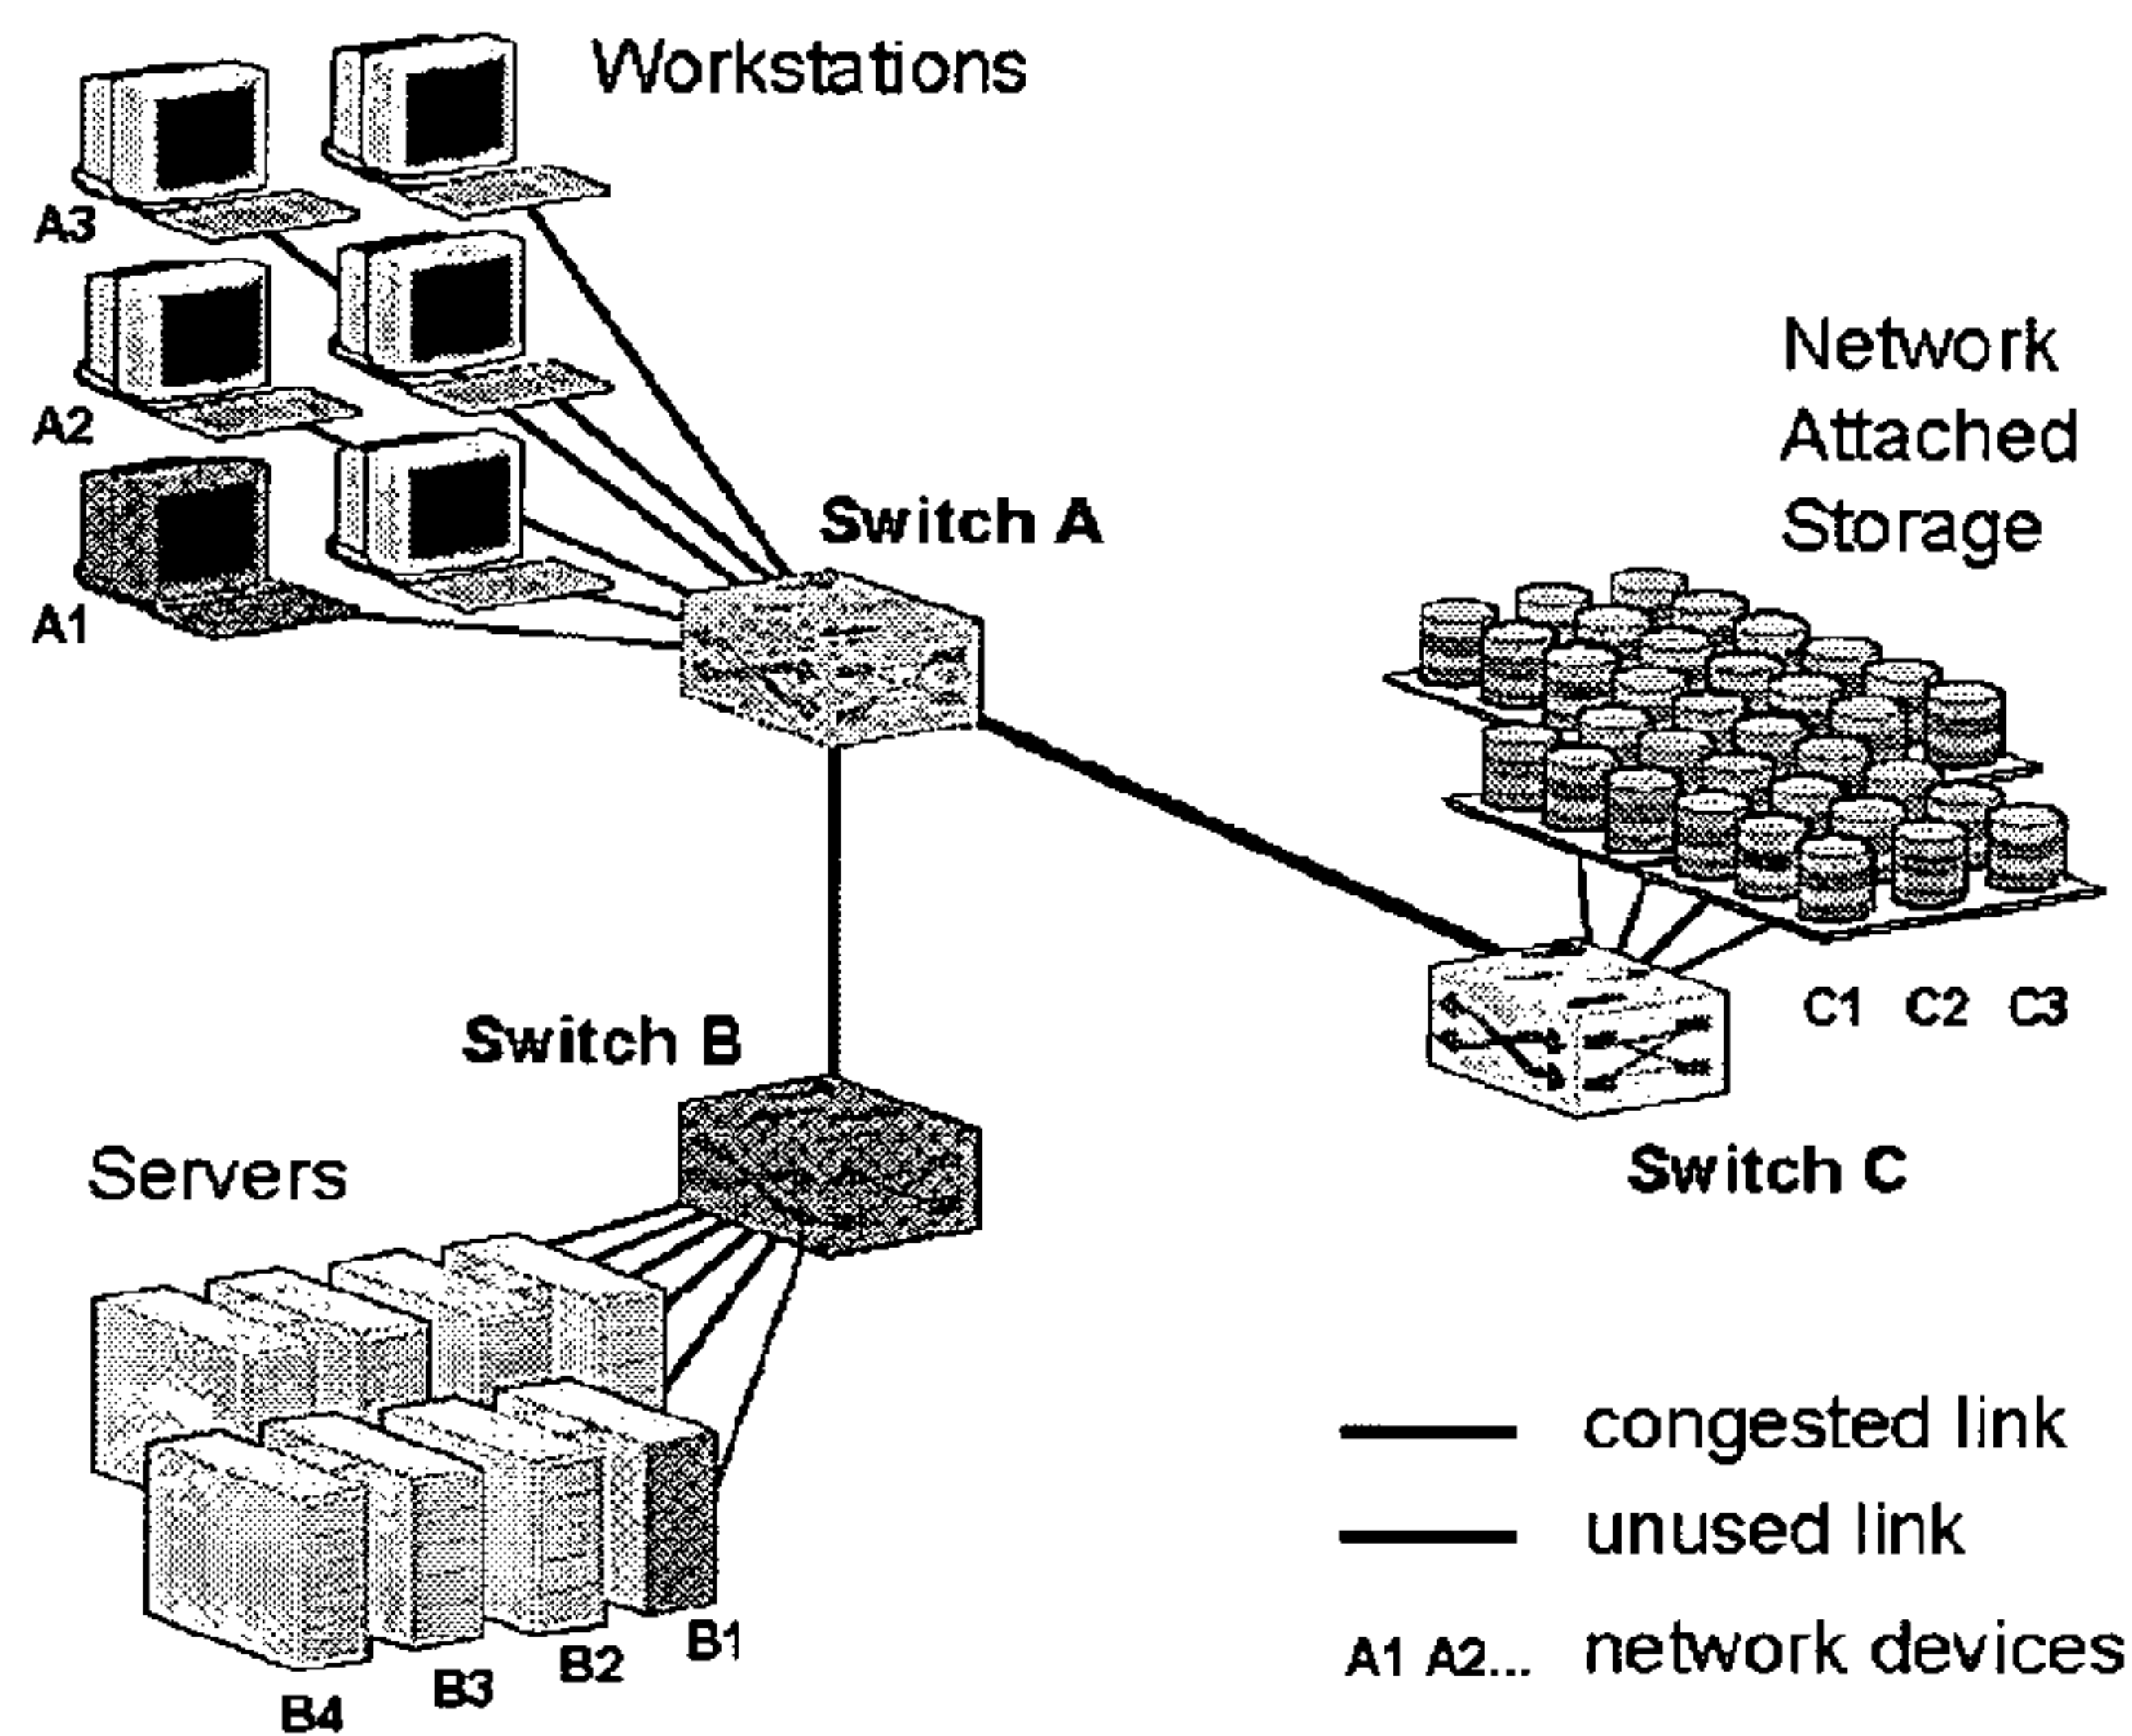 Workstations
A3
A2
A1
Switch A
Network
Attached
Storage
C1 C2 C3
Switch C
Switch B
Servers
B1
B2
B3
B4
congested link
unused link
A1 A2... network devices